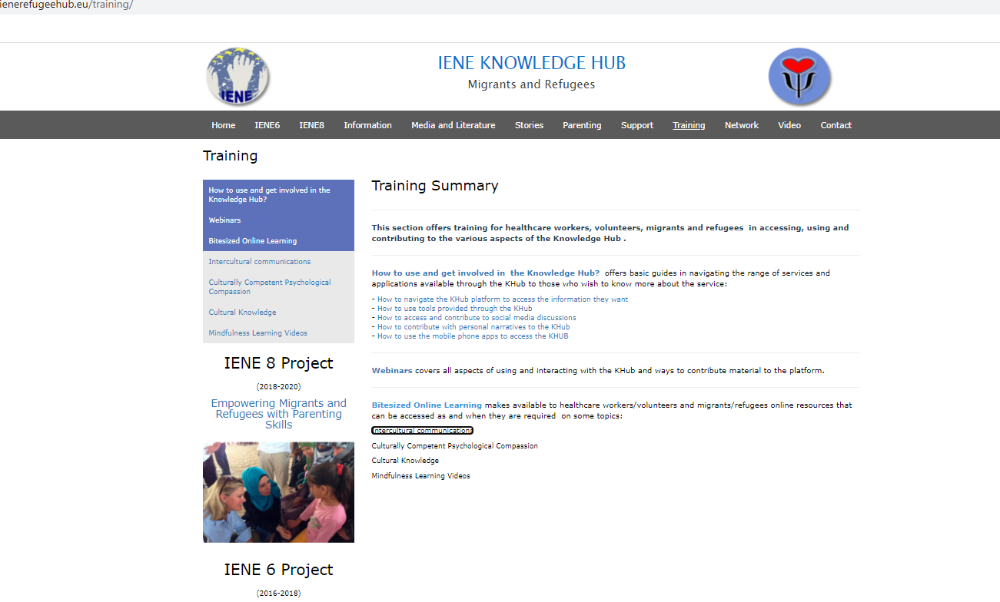 ienerefugeehub.eu/training/
IENE
IENE KNOWLEDGE HUB
Migrants and Refugees
Home IENE6 IENE8 Information Media and Literature Stories Parenting Support Training Network Video Contact
Training
How to use and get involved in the
Knowledge Hub?
Webinars
Bitesized Online Learning
Intercultural communications
Culturally Competent Psychological
Compassion
Cultural Knowledge
Mindfulness Learning Videos
IENE 8 Project
(2018-2020)
Empowering Migrants and
Refugees with Parenting
Skills
IENE 6 Project
(2016-2018)
Training Summary
This section offers training for healthcare workers, volunteers, migrants and refugees in accessing, using and
contributing to the various aspects of the Knowledge Hub .
How to use and get involved in the Knowledge Hub? offers basic guides in navigating the range of services and
applications available through the KHub to those who wish to know more about the service:
- How to navigate the KHub platform to access the information they want
- How to use tools provided through the KHub
- How to access and contribute to social media discussions
- How to contribute with personal narratives to the KHub
- How to use the mobile phone apps to access the KHUB
Webinars covers all aspects of using and interacting with the KHub and ways to contribute material to the platform.
Bitesized Online Learning makes available to healthcare workers/volunteers and migrants/refugees online resources that
can be accessed as and when they are required on some topics:
Intercultural communications
Culturally Competent Psychological Compassion
Cultural Knowledge
Mindfulness Learning Videos